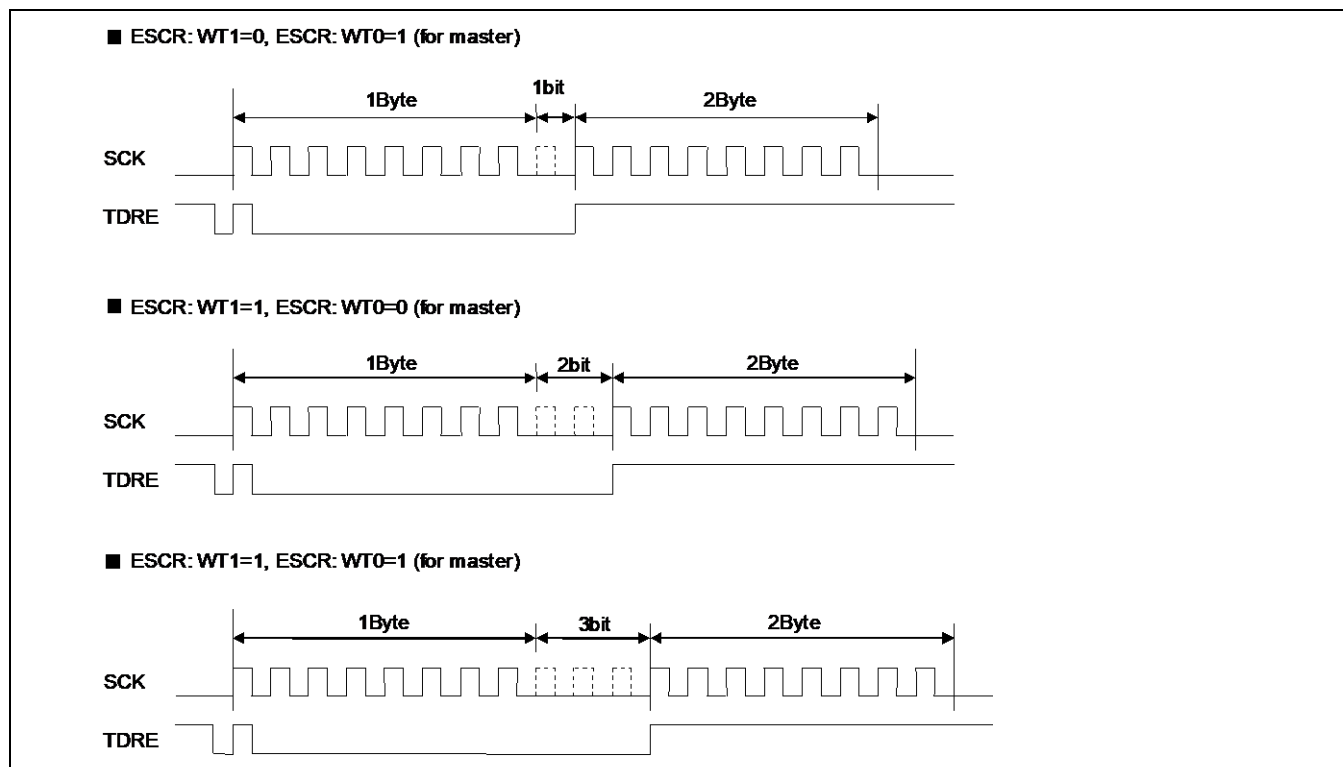 ■ ESCR: WT1=0, ESCR: WT0=1 (for master)
1Byte 1bit 2Byte
SCK
TDRE
■ ESCR: WT1=1, ESCR: WT0=0 (for master)
1Byte 2bit 2Byte
SCK
TDRE
■ ESCR: WT1=1, ESCR: WT0=1 (for master)
1Byte 3bit 2Byte
SCK
TDRE